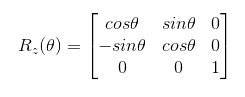 R_z(θ) = [ cosθ sinθ 0
-sinθ cosθ 0
0 0 1 ]